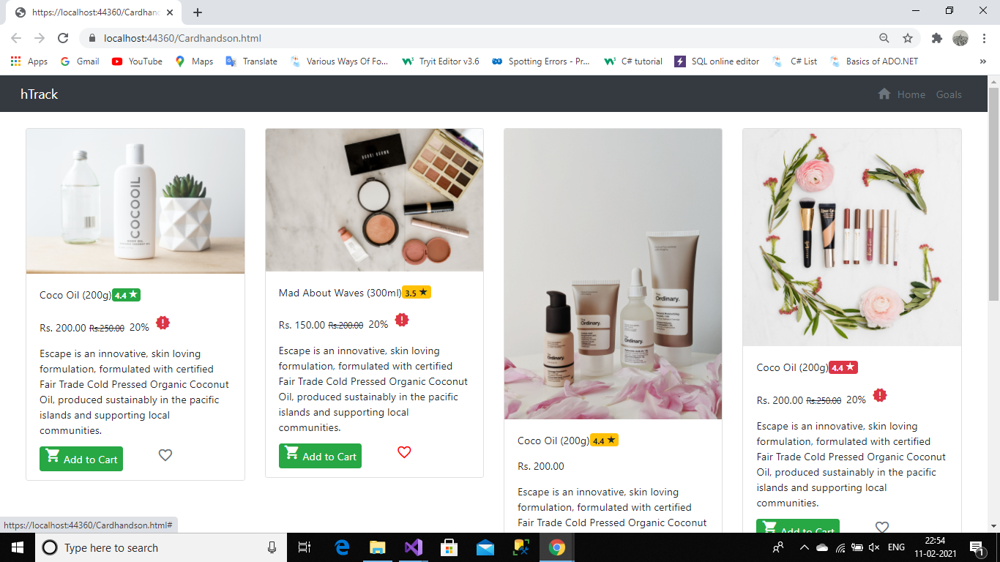 https://localhost:44360/Cardhand
localhost:44360/Cardhandson.html
Apps Gmail YouTube Maps Translate Various Ways Of Fo... Tryit Editor v3.6 Spotting Errors - Pr... C# tutorial SQL online editor C# List Basics of ADO.NET »
hTrack Home Goals
COCOOIL
Coco Oil (200g) 4.4 ★
Rs. 200.00 Rs.250.00 20%
Escape is an innovative, skin loving
formulation, formulated with certified
Fair Trade Cold Pressed Organic Coconut
Oil, produced sustainably in the pacific
islands and supporting local
communities.
Add to Cart
BOBBI BROWN
Mad About Waves (300ml) 3.5 ★
Rs. 150.00 Rs.200.00 20%
Escape is an innovative, skin loving
formulation, formulated with certified
Fair Trade Cold Pressed Organic Coconut
Oil, produced sustainably in the pacific
islands and supporting local
communities.
Add to Cart
The
Ordinary.
The
Ordinary.
The
Ordinary.
The
Ordinary.
Coco Oil (200g) 4.4 ★
Rs. 200.00
Escape is an innovative, skin loving
formulation, formulated with certified
Fair Trade Cold Pressed Organic Coconut
Coco Oil (200g) 4.4 ★
Rs. 200.00 Rs.250.00 20%
Escape is an innovative, skin loving
formulation, formulated with certified
Fair Trade Cold Pressed Organic Coconut
Oil, produced sustainably in the pacific
islands and supporting local
communities.
Add to Cart
https://localhost:44360/Cardhandson.html#
Type here to search
ENG
22:54
11-02-2021
1